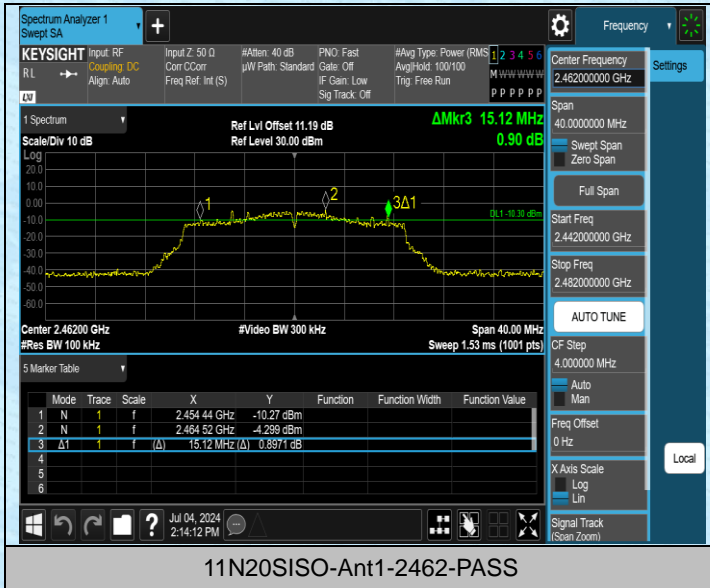 Spectrum Analyzer 1
Swept SA
+
Frequency
KEYSIGHT
RL
LXI
Input: RF
Coupling: DC
Align: Auto
Input Z: 50 Ω
Corr CCorr
Freq Ref: Int (S)
#Atten: 40 dB
µW Path: Standard
PNO: Fast
Gate: Off
IF Gain: Low
Sig Track: Off
#Avg Type: Power (RMS
Avg|Hold: 100/100
Trig: Free Run
1 2 3 4 5 6
M W W W W W
P P P P P P
1 Spectrum
Scale/Div 10 dB
Ref Lvl Offset 11.19 dB
Ref Level 30.00 dBm
ΔMkr3 15.12 MHz
0.90 dB
Log
20.0
10.0
0.00
-10.0
-20.0
-30.0
-40.0
-50.0
-60.0
1
2
3Δ1
DL1 -10.30 dBm
Center 2.46200 GHz
#Res BW 100 kHz
#Video BW 300 kHz
Span 40.00 MHz
Sweep 1.53 ms (1001 pts)
5 Marker Table
Mode Trace Scale X Y Function Function Width Function Value
1 N 1 f 2.454 44 GHz -10.27 dBm
2 N 1 f 2.464 52 GHz -4.299 dBm
3 Δ1 1 f (Δ) 15.12 MHz (Δ) 0.8971 dB
4
5
6
Center Frequency
2.462000000 GHz
Settings
Span
40.0000000 MHz
Swept Span
Zero Span
Full Span
Start Freq
2.442000000 GHz
Stop Freq
2.482000000 GHz
AUTO TUNE
CF Step
4.000000 MHz
Auto
Man
Freq Offset
0 Hz
X Axis Scale
Log
Lin
Signal Track
(Span Zoom)
Local
?
Jul 04, 2024
2:14:12 PM
11N20SISO-Ant1-2462-PASS